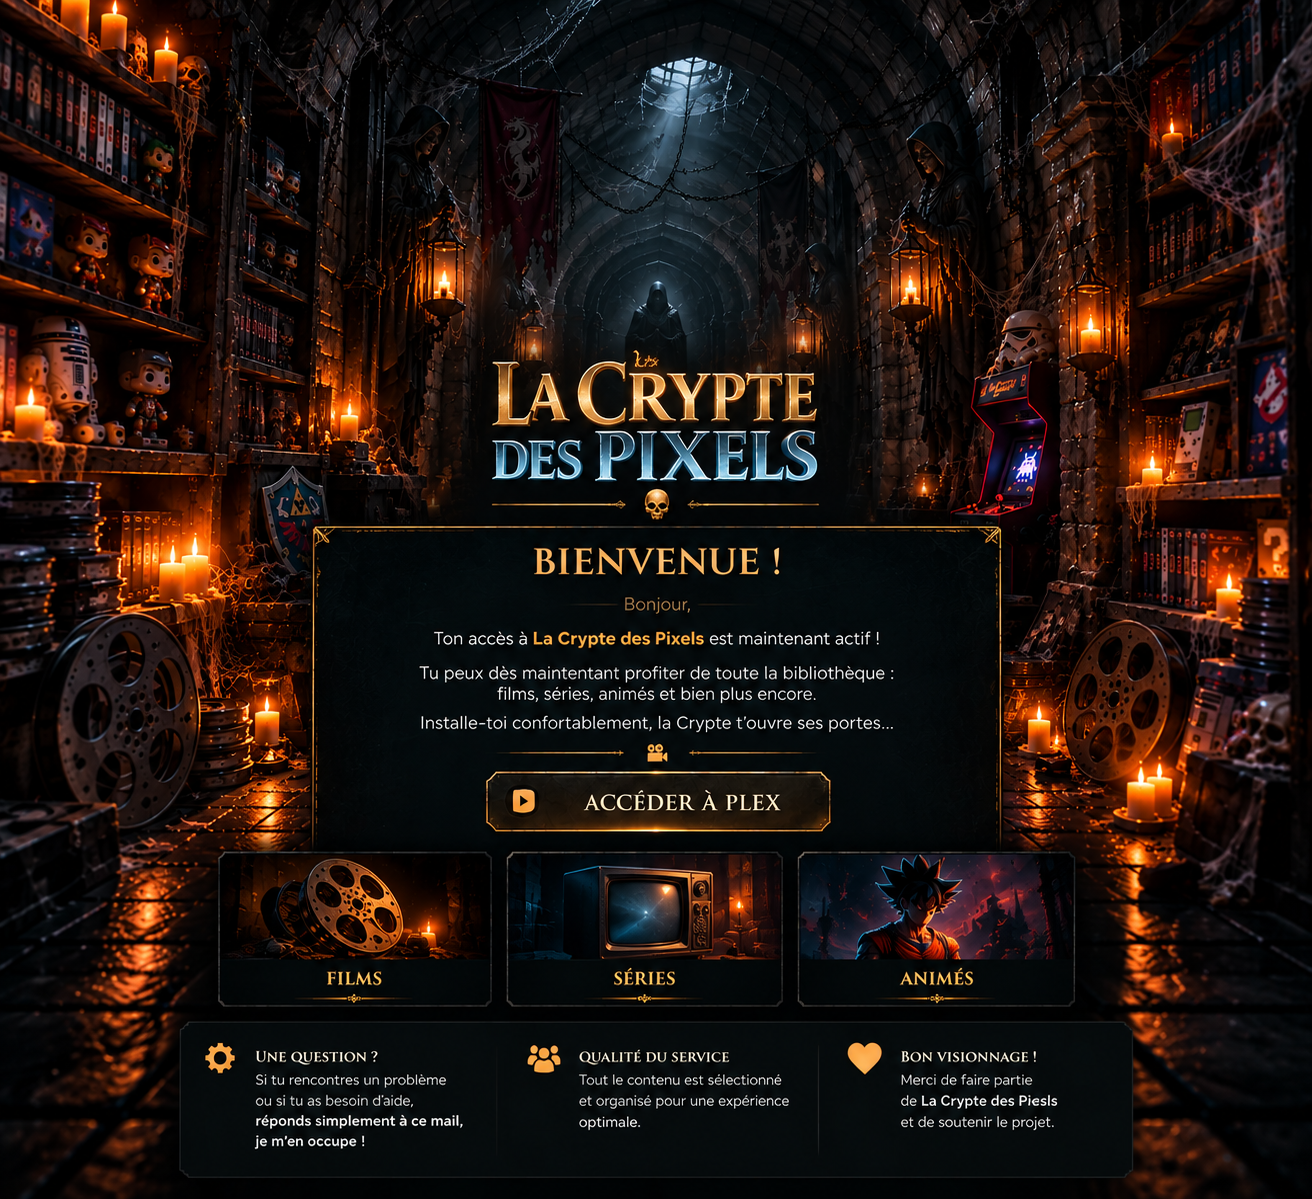 LA CRYPTE
DES PIXELS
BIENVENUE !
Bonjour,
Ton accès à La Crypte des Pixels est maintenant actif !
Tu peux dès maintentant profiter de toute la bibliothèque :
films, séries, animés et bien plus encore.
Installe-toi confortablement, la Crypte t'ouvre ses portes...
ACCÉDER À PLEX
FILMS
SÉRIES
ANIMÉS
UNE QUESTION ?
Si tu rencontres un problème
ou si tu as besoin d'aide,
réponds simplement à ce mail,
je m'en occupe !
QUALITÉ DU SERVICE
Tout le contenu est sélectionné
et organisé pour une expérience
optimale.
BON VISIONNAGE !
Merci de faire partie
de La Crypte des Piesls
et de soutenir le projet.